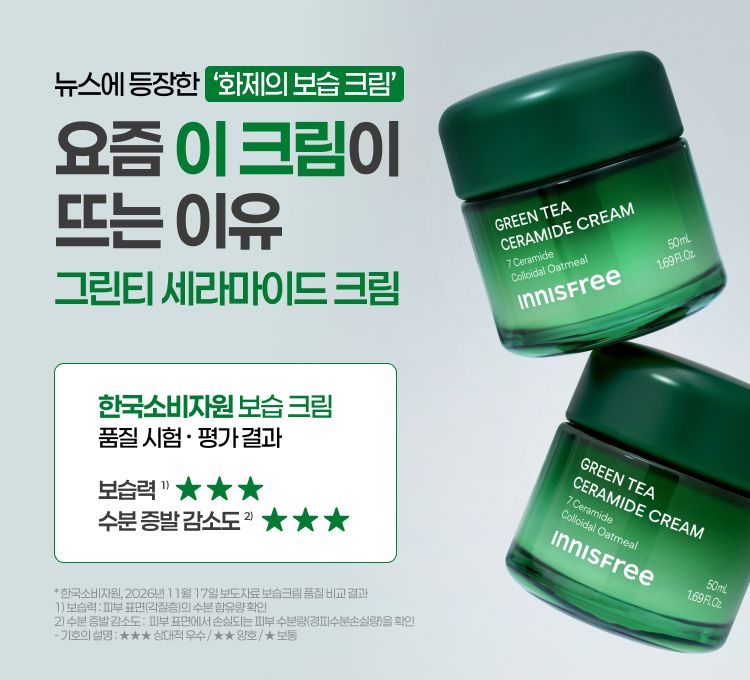 뉴스에 등장한 '화제의 보습 크림'
요즘 이 크림이
뜨는 이유
그린티 세라마이드 크림
한국소비자원 보습 크림
품질 시험 · 평가 결과
보습력 1) ★★★
수분 증발 감소도 2) ★★★
* 한국소비자원, 2026년 11월 17일 보도자료 보습크림 품질 비교 결과
1) 보습력 : 피부 표면(각질층)의 수분 함유량 확인
2) 수분 증발 감소도 : 피부 표면에서 손실되는 피부 수분량(경피수분손실량)을 확인
- 기호의 설명 : ★★★ 상대적 우수 / ★★ 양호 / ★ 보통
GREEN TEA
CERAMIDE CREAM
7 Ceramide
Colloidal Oatmeal
50 mL
1.69 Fl. Oz.
innisfree
GREEN TEA
CERAMIDE CREAM
7 Ceramide
Colloidal Oatmeal
innisfree
50 mL
1.69 Fl. Oz.